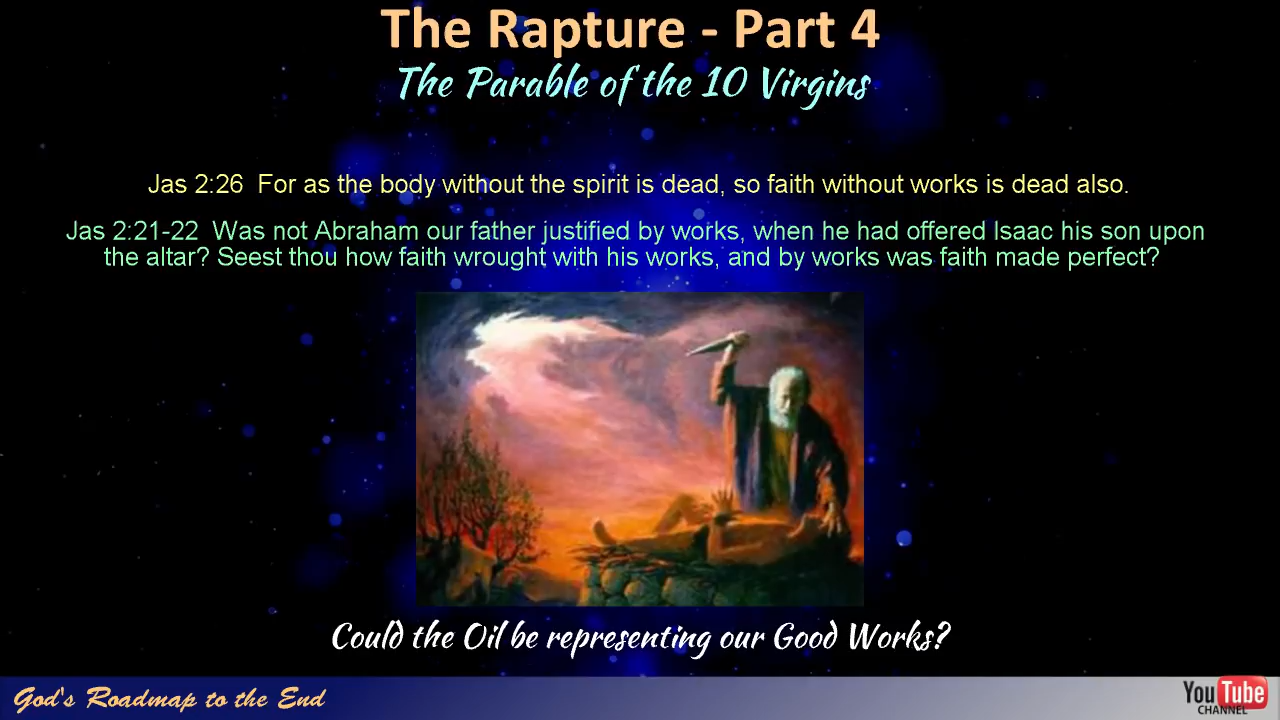 The Rapture - Part 4
The Parable of the 10 Virgins
Jas 2:26  For as the body without the spirit is dead, so faith without works is dead also.
Jas 2:21-22  Was not Abraham our father justified by works, when he had offered Isaac his son upon
the altar? Seest thou how faith wrought with his works, and by works was faith made perfect?
Could the Oil be representing our Good Works?
God's Roadmap to the End
YouTube
CHANNEL